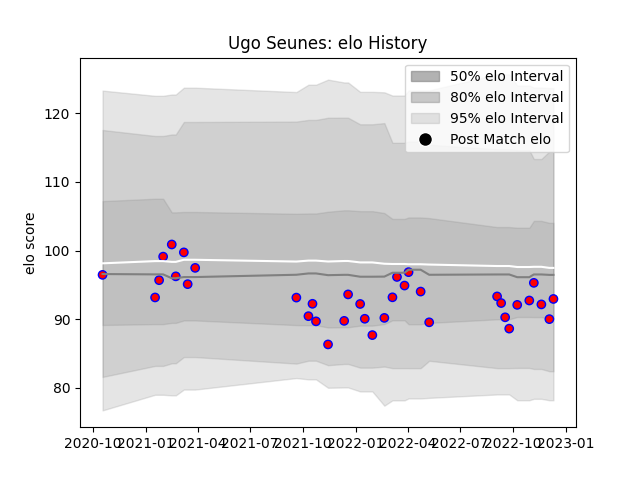 Ugo Seunes: elo History
50% elo Interval
80% elo Interval
95% elo Interval
Post Match elo
elo score
120
110
100
90
80
2020-10 2021-01 2021-04 2021-07 2021-10 2022-01 2022-04 2022-07 2022-10 2023-01